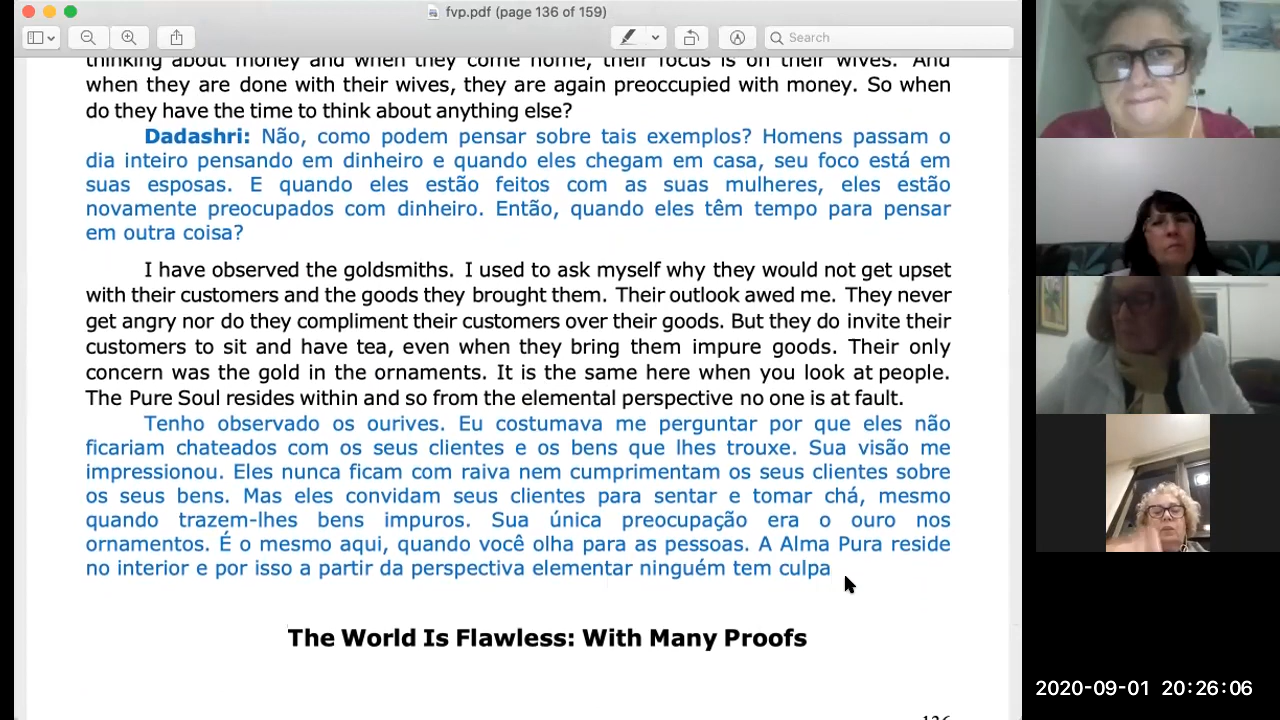 fvp.pdf (page 136 of 159)
Search
thinking about money and when they come home, their focus is on their wives. And
when they are done with their wives, they are again preoccupied with money. So when
do they have the time to think about anything else?
Dadashri: Não, como podem pensar sobre tais exemplos? Homens passam o
dia inteiro pensando em dinheiro e quando eles chegam em casa, seu foco está em
suas esposas. E quando eles estão feitos com as suas mulheres, eles estão
novamente preocupados com dinheiro. Então, quando eles têm tempo para pensar
em outra coisa?
I have observed the goldsmiths. I used to ask myself why they would not get upset
with their customers and the goods they brought them. Their outlook awed me. They never
get angry nor do they compliment their customers over their goods. But they do invite their
customers to sit and have tea, even when they bring them impure goods. Their only
concern was the gold in the ornaments. It is the same here when you look at people.
The Pure Soul resides within and so from the elemental perspective no one is at fault.
Tenho observado os ourives. Eu costumava me perguntar por que eles não
ficariam chateados com os seus clientes e os bens que lhes trouxe. Sua visão me
impressionou. Eles nunca ficam com raiva nem cumprimentam os seus clientes sobre
os seus bens. Mas eles convidam seus clientes para sentar e tomar chá, mesmo
quando trazem-lhes bens impuros. Sua única preocupação era o ouro nos
ornamentos. É o mesmo aqui, quando você olha para as pessoas. A Alma Pura reside
no interior e por isso a partir da perspectiva elementar ninguém tem culpa
The World Is Flawless: With Many Proofs
136
2020-09-01 20:26:06